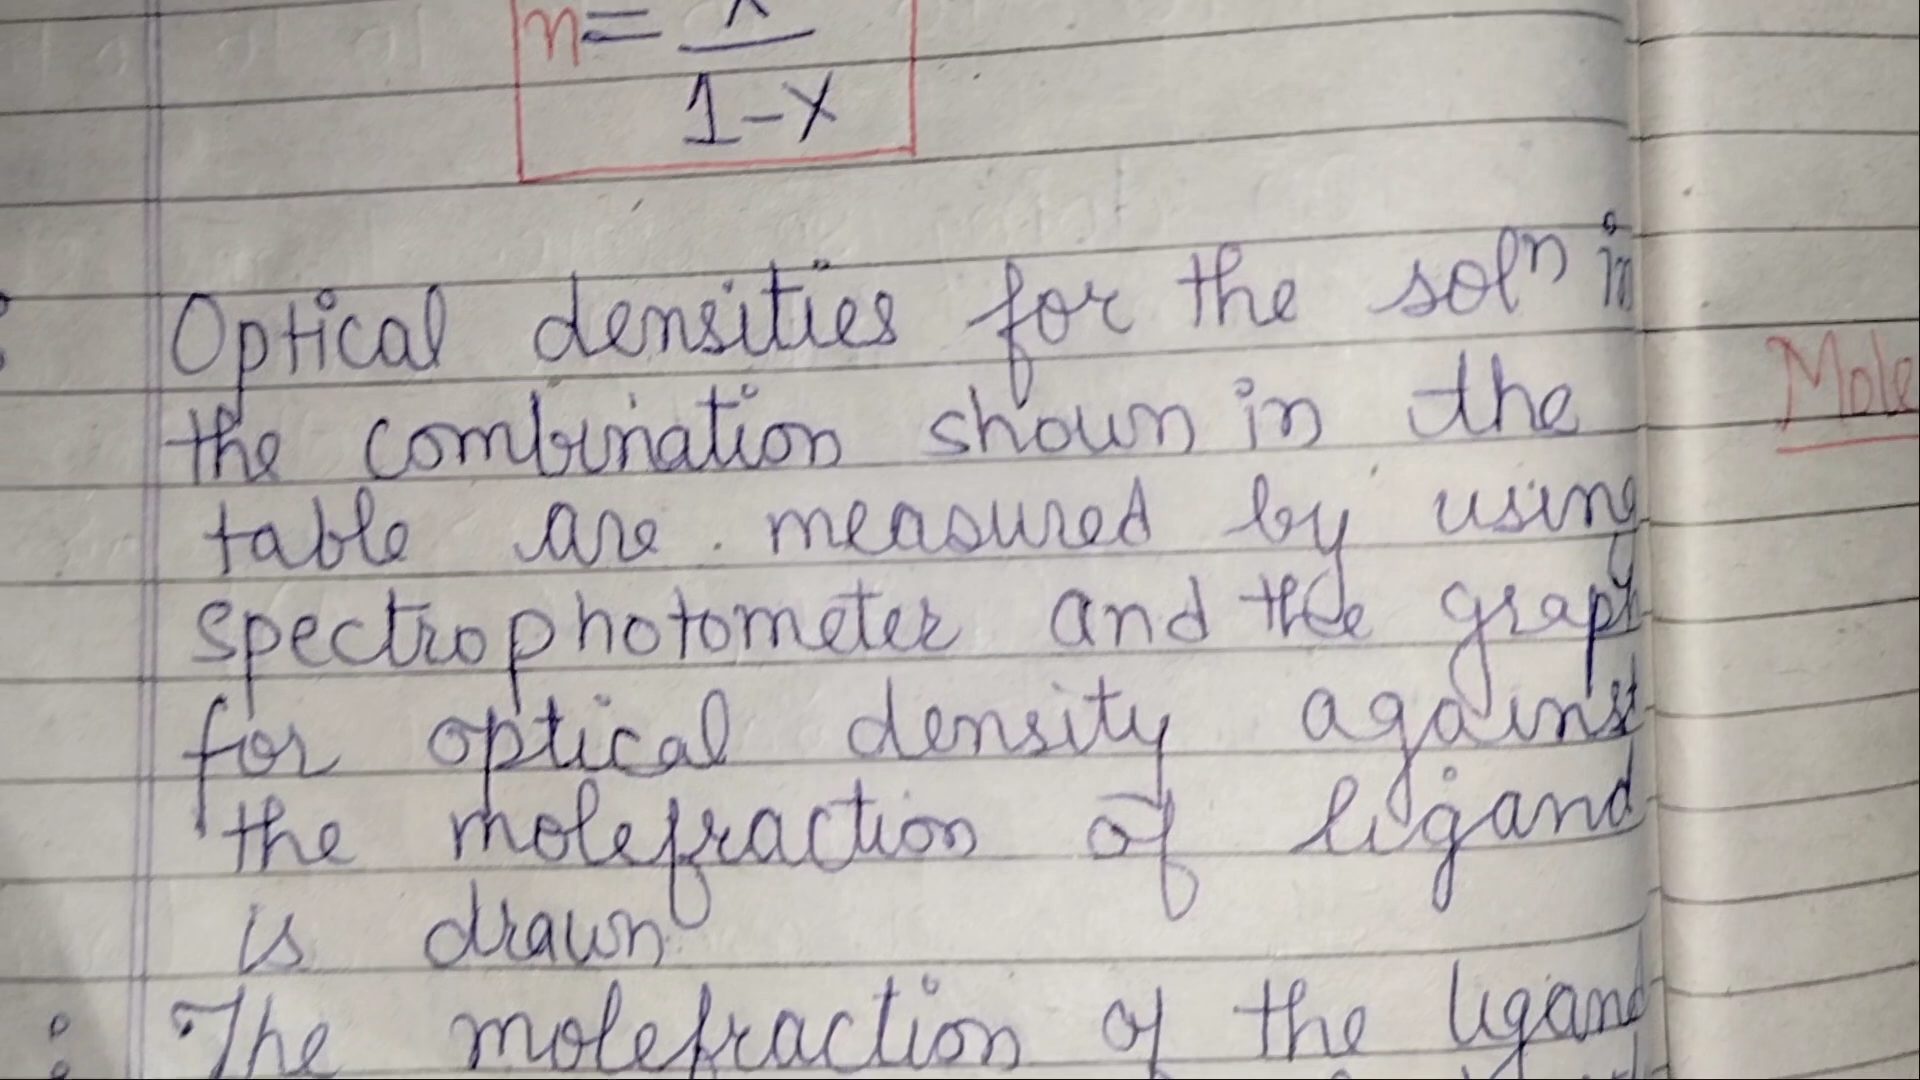 n = x
1-x
Optical densities for the solⁿ in
the combination shown in the
table are measured by using
spectrophotometer and the graph
for optical density against
the molefraction of ligand
is drawn
The molefraction of the ligand
Mole